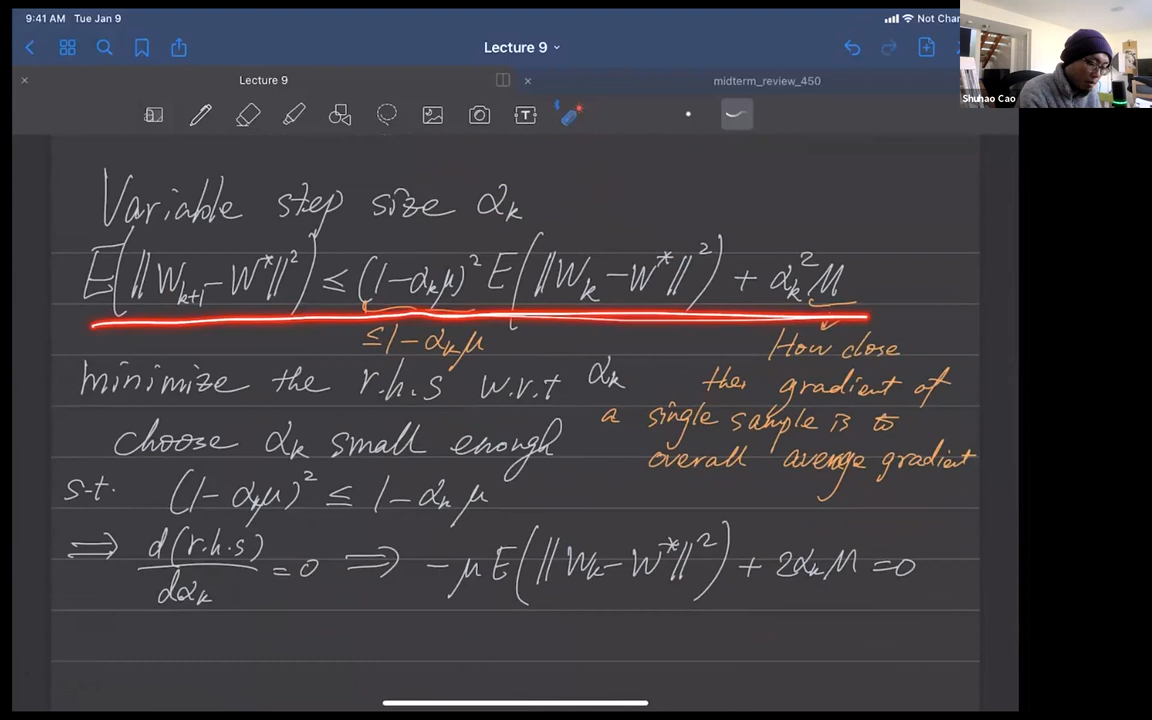 9:41 AM Tue Jan 9
Not Char
Lecture 9
Lecture 9
midterm_review_450
Shuhao Cao
Variable step size αₖ
E(‖Wₖ₊₁ − W*‖²) ≤ (1−αₖμ)² E(‖Wₖ − W*‖²) + αₖ² M
≤ 1 − αₖμ
How close
the gradient of
a single sample is to
overall average gradient
minimize the r.h.s w.r.t αₖ
choose αₖ small enough
s.t. (1−αₖμ)² ≤ 1−αₖμ
⟹ d(r.h.s)/dαₖ = 0 ⟹ −μ E(‖Wₖ − W*‖²) + 2αₖM = 0